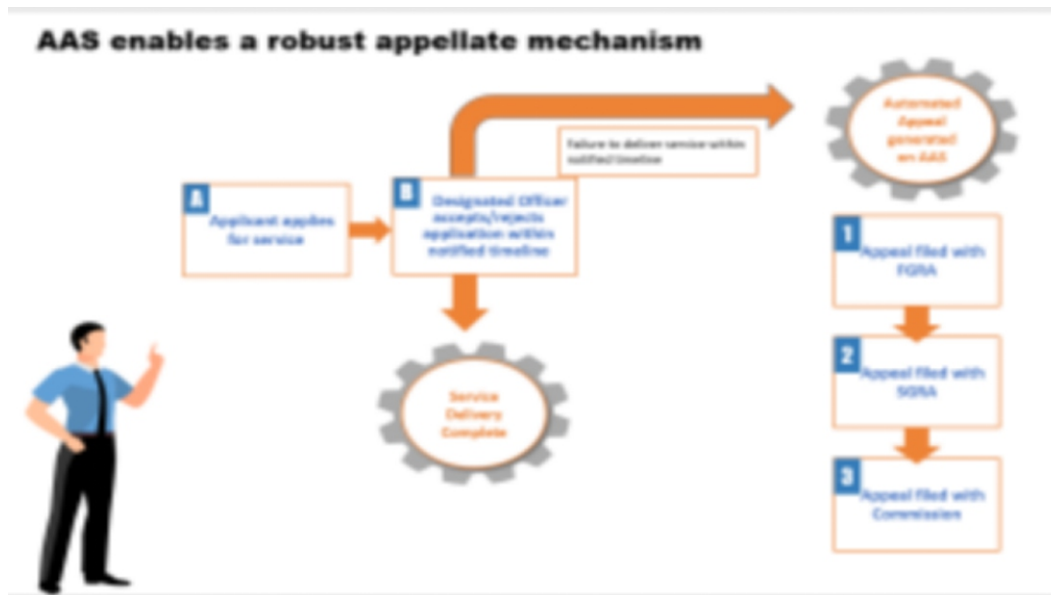 AAS enables a robust appellate mechanism
Automated
Appeal
generated
on AAS
Failure to deliver service within
notified timeline
A
Applicant applies
for service
B
Designated Officer
accepts/rejects
application within
notified timeline
1
Appeal filed with
FGRA
2
Appeal filed with
SGRA
Service
Delivery
Complete
3
Appeal filed with
Commission